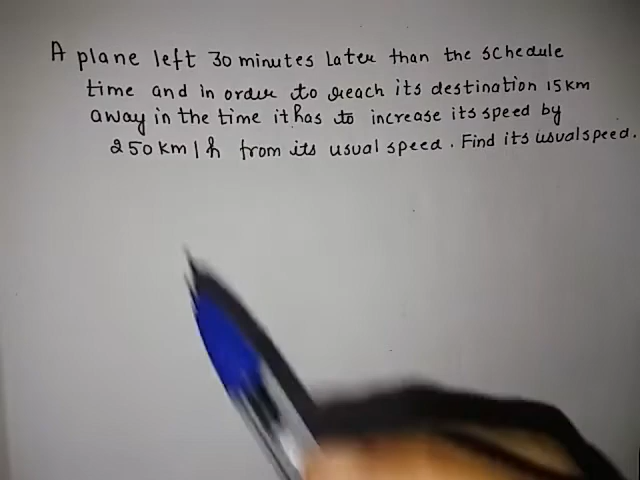 A plane left 30 minutes later than the schedule
time and in order to reach its destination 15km
away in the time it has to increase its speed by
250 km/h from its usual speed. Find its usual speed.